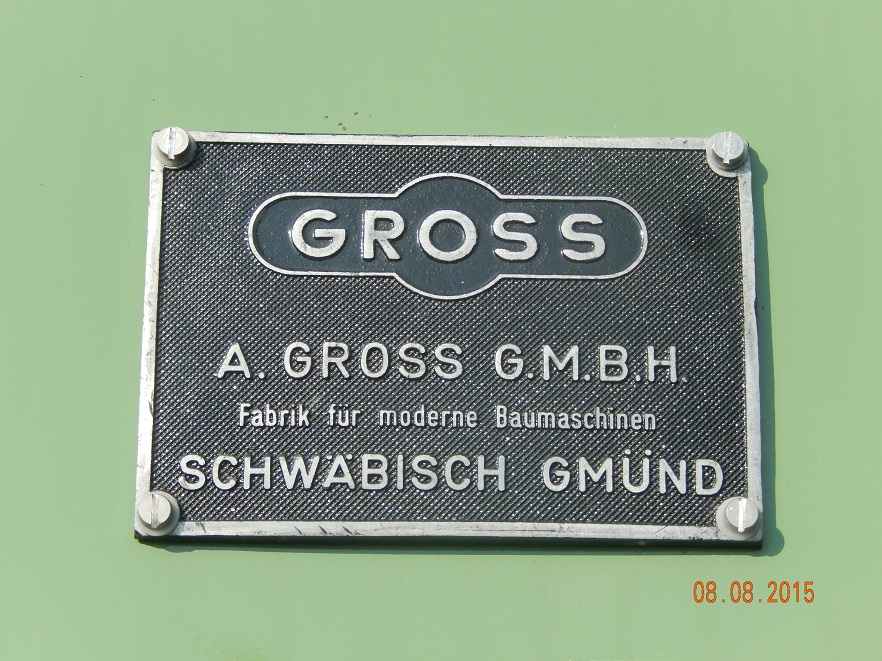 GROSS
A. GROSS G.M.B.H.
Fabrik für moderne Baumaschinen
SCHWÄBISCH GMÜND
08.08.2015